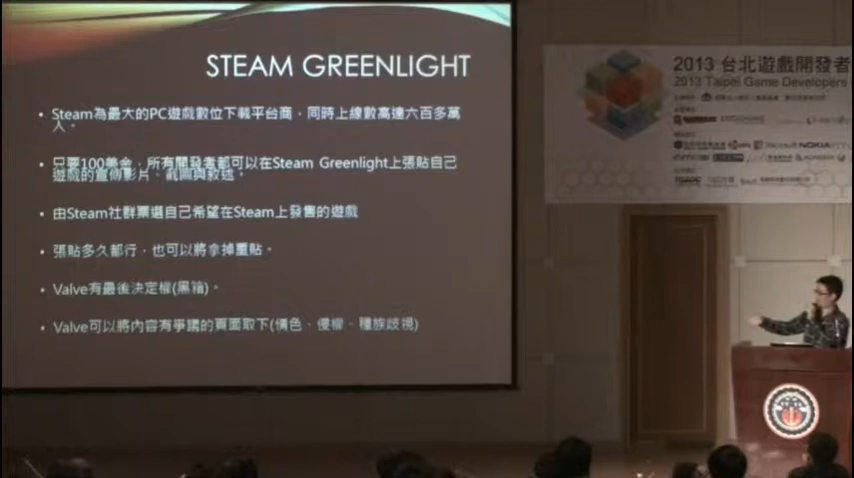 STEAM GREENLIGHT
• Steam為最大的PC遊戲數位下載平台商，同時上線數高達六百多萬
人。
• 只要100美金，所有開發者都可以在Steam Greenlight上張貼自己
遊戲的宣傳影片、截圖與敘述。
• 由Steam社群票選自己希望在Steam上發售的遊戲
• 張貼多久都行，也可以將拿掉重貼。
• Valve有最後決定權(黑箱)。
• Valve可以將內容有爭議的頁面取下(情色、侵權、種族歧視)
2013 台北遊戲開發者
2013 Taipei Game Developers
Microsoft NOKIA